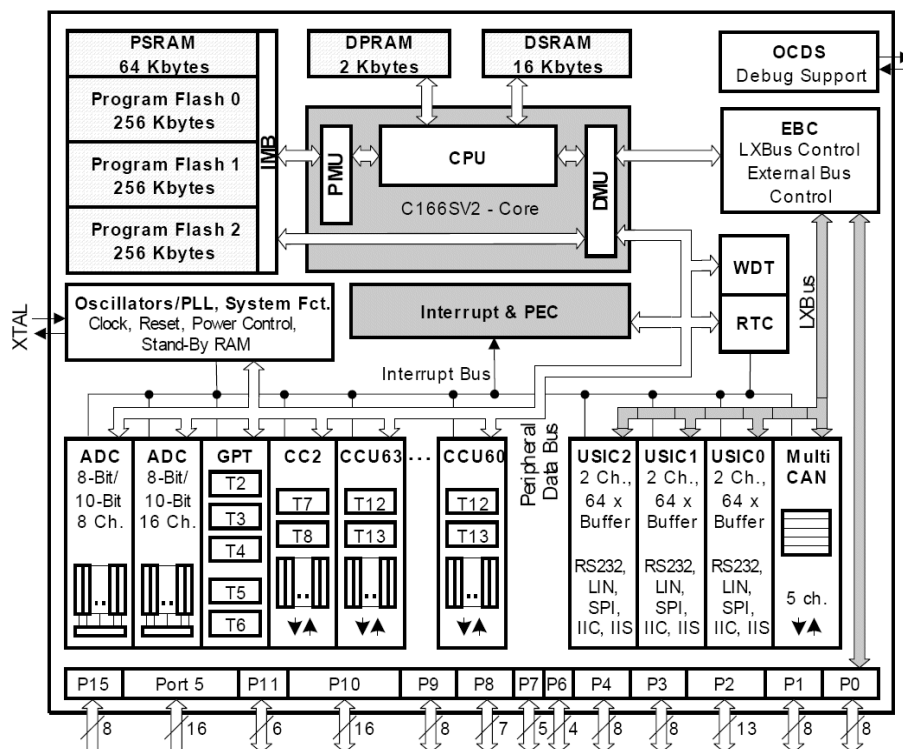 PSRAM
64 Kbytes
Program Flash 0
256 Kbytes
Program Flash 1
256 Kbytes
Program Flash 2
256 Kbytes
IMB
DPRAM
2 Kbytes
DSRAM
16 Kbytes
PMU
CPU
DMU
C166SV2 - Core
OCDS
Debug Support
EBC
LXBus Control
External Bus
Control
WDT
RTC
LXBus
XTAL
Oscillators/PLL, System Fct.
Clock, Reset, Power Control,
Stand-By RAM
Interrupt & PEC
Interrupt Bus
Peripheral
Data Bus
ADC
8-Bit/
10-Bit
8 Ch.
ADC
8-Bit/
10-Bit
16 Ch.
GPT
T2
T3
T4
T5
T6
CC2
T7
T8
CCU63
T12
T13
...
CCU60
T12
T13
USIC2
2 Ch.,
64 x
Buffer
RS232,
LIN,
SPI,
IIC, IIS
USIC1
2 Ch.,
64 x
Buffer
RS232,
LIN,
SPI,
IIC, IIS
USIC0
2 Ch.,
64 x
Buffer
RS232,
LIN,
SPI,
IIC, IIS
Multi
CAN
5 ch.
P15 Port 5 P11 P10 P9 P8 P7 P6 P4 P3 P2 P1 P0
8 16 6 16 8 7 5 4 8 8 13 8 8